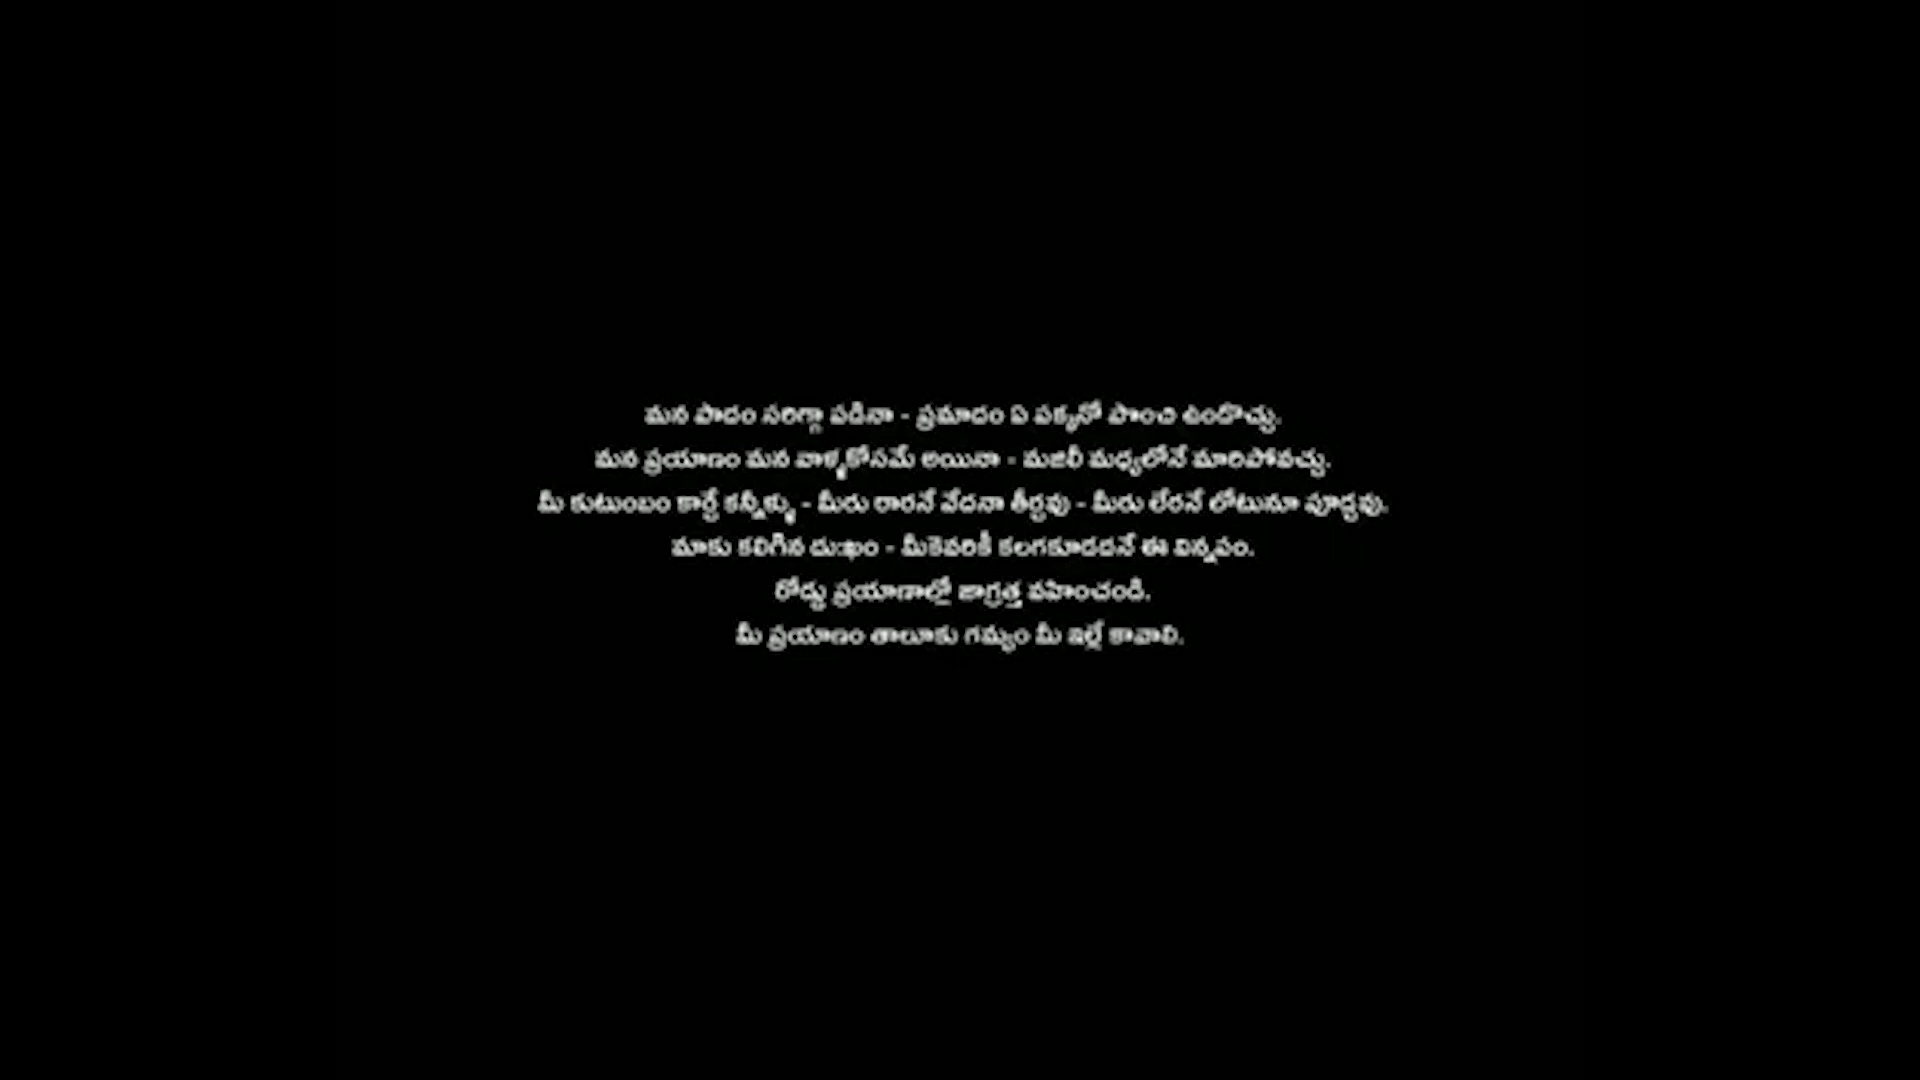 మన పాదం సరిగ్గా పడినా - ప్రమాదం ఏ పక్కనో పొంచి ఉండొచ్చు.
మన ప్రయాణం మన వాళ్ళకోసమే అయినా - మజిలీ మధ్యలోనే మారిపోవచ్చు.
మీ కుటుంబం కార్చే కన్నీళ్ళు - మీరు రారనే వేదనా తీర్చవు - మీరు లేరనే లోటునూ పూడ్చవు.
మాకు కలిగిన దుఃఖం - మీకెవరికీ కలగకూడదనే ఈ విన్నపం.
రోడ్డు ప్రయాణాల్లో జాగ్రత్త వహించండి.
మీ ప్రయాణం తాలూకు గమ్యం మీ ఇల్లే కావాలి.